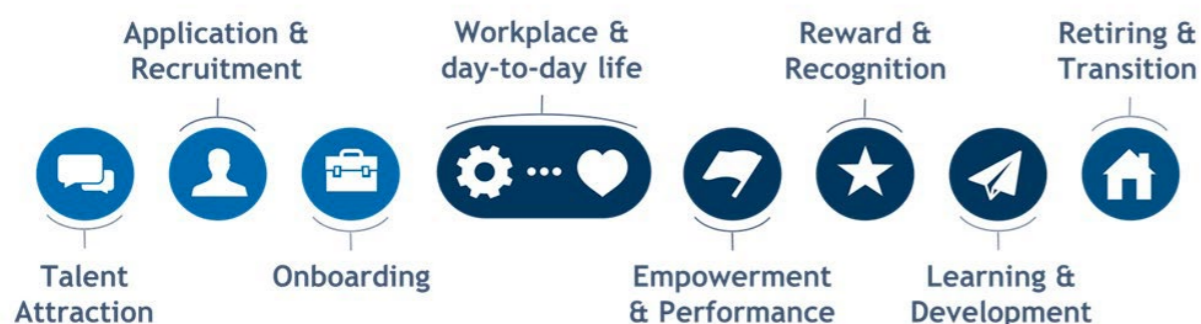 Application &
Recruitment
Workplace &
day-to-day life
Reward &
Recognition
Retiring &
Transition
Talent
Attraction
Onboarding
Empowerment
& Performance
Learning &
Development